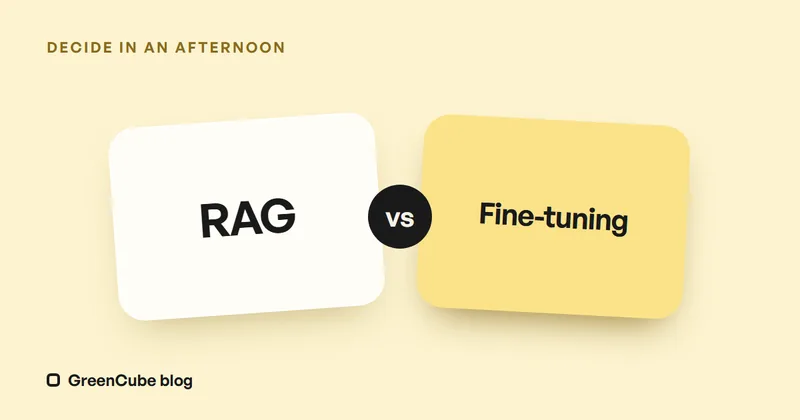 DECIDE IN AN AFTERNOON
RAG
vs
Fine-tuning
GreenCube blog